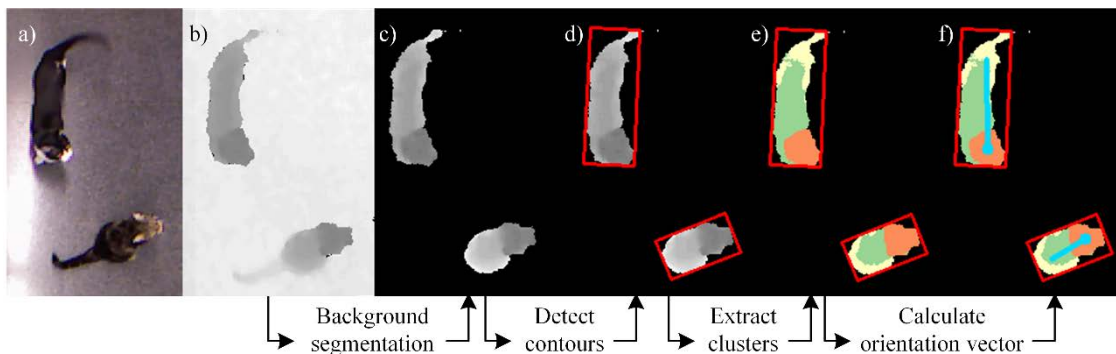 a)
b)
c)
d)
e)
f)
Background
segmentation
Detect
contours
Extract
clusters
Calculate
orientation vector